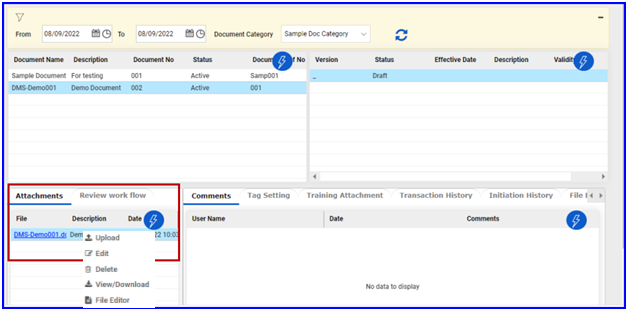 From 08/09/2022 To 08/09/2022 Document Category Sample Doc Category
Document Name Description Document No Status Docum f No
Sample Document For testing 001 Active Samp001
DMS-Demo001 Demo Document 002 Active 001
Version Status Effective Date Description Validit
_ Draft
Attachments Review work flow
File Description Date
DMS-Demo001.do Dem 22 10:03
Upload
Edit
Delete
View/Download
File Editor
Comments Tag Setting Training Attachment Transaction History Initiation History File
User Name Date Comments
No data to display